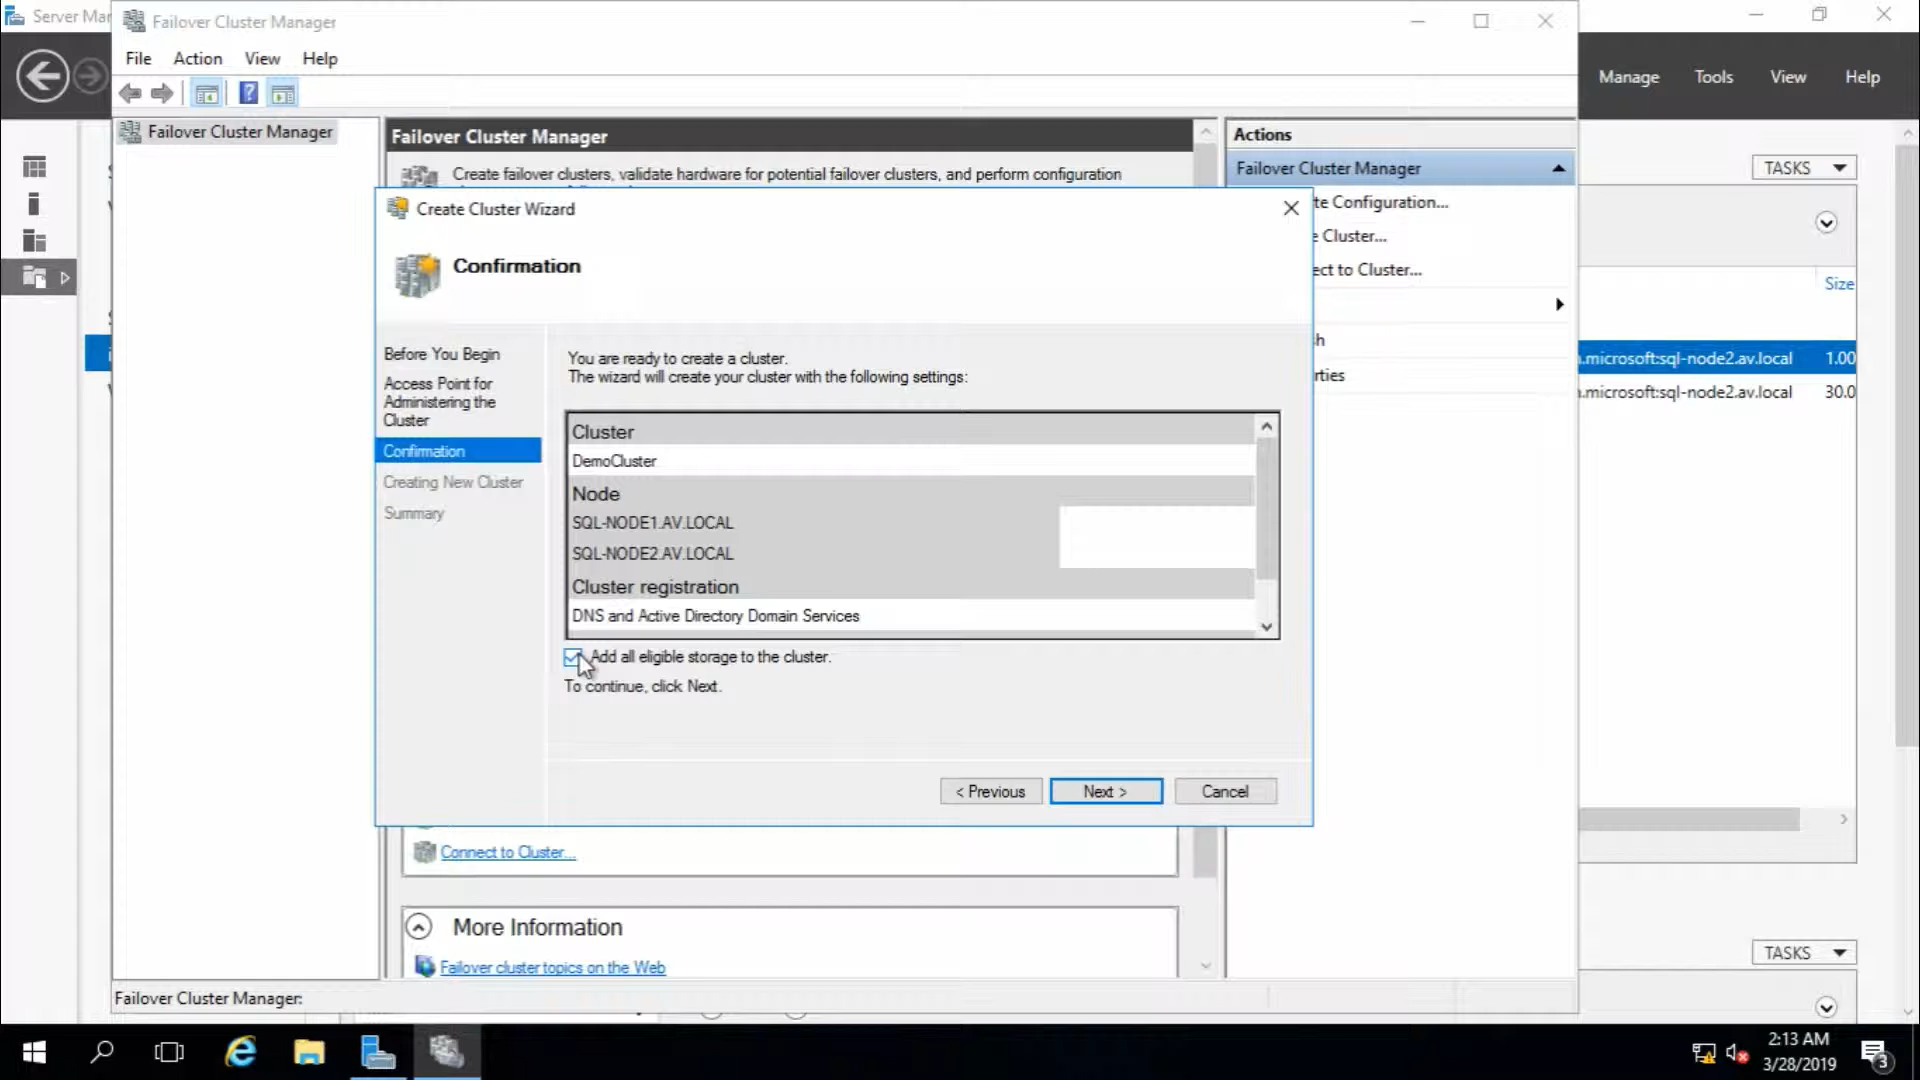 Server Mar
Failover Cluster Manager
File Action View Help
Manage Tools View Help
Failover Cluster Manager
Failover Cluster Manager
Create failover clusters, validate hardware for potential failover clusters, and perform configuration
Actions
Failover Cluster Manager
te Configuration...
e Cluster...
ect to Cluster...
sh
rties
TASKS
Size
.microsoft:sql-node2.av.local 1.00
.microsoft:sql-node2.av.local 30.0
Create Cluster Wizard
Confirmation
Before You Begin
Access Point for
Administering the
Cluster
Confirmation
Creating New Cluster
Summary
You are ready to create a cluster.
The wizard will create your cluster with the following settings:
Cluster
DemoCluster
Node
SQL-NODE1.AV.LOCAL
SQL-NODE2.AV.LOCAL
Cluster registration
DNS and Active Directory Domain Services
Add all eligible storage to the cluster.
To continue, click Next.
< Previous Next > Cancel
Connect to Cluster...
More Information
Failover cluster topics on the Web
TASKS
Failover Cluster Manager:
2:13 AM
3/28/2019
3